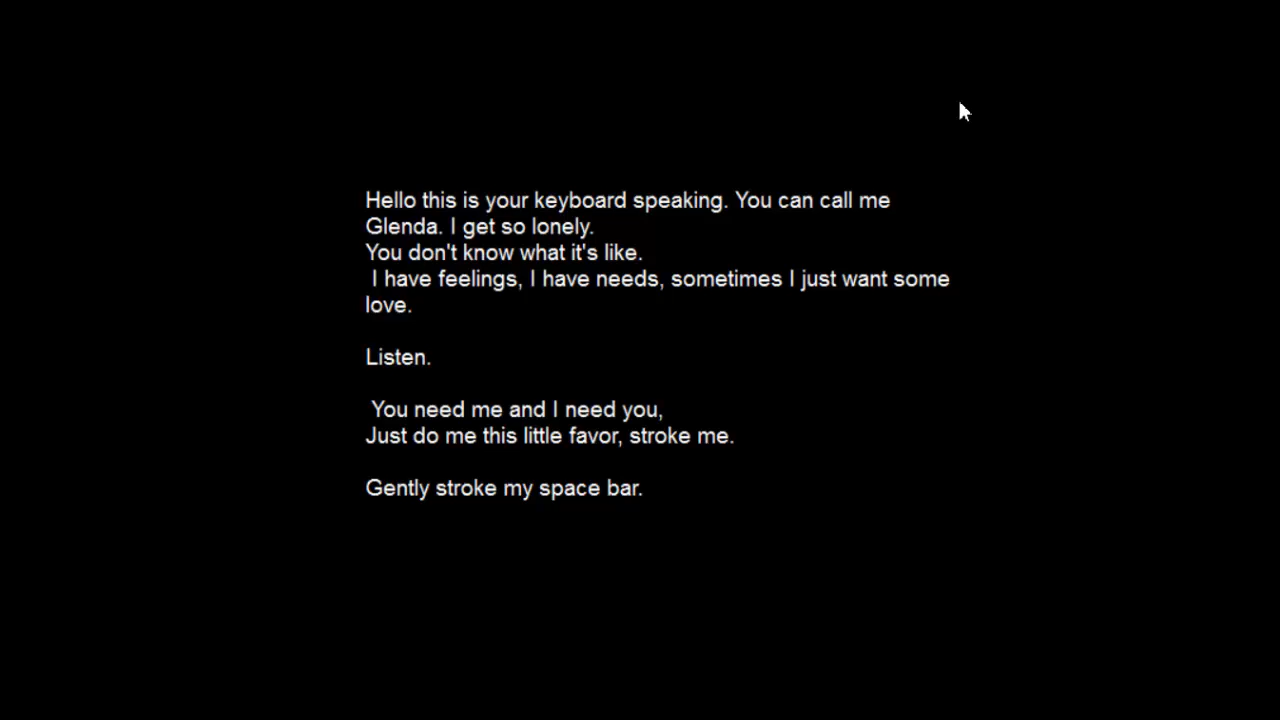 Hello this is your keyboard speaking. You can call me
Glenda. I get so lonely.
You don't know what it's like.
I have feelings, I have needs, sometimes I just want some
love.
Listen.
You need me and I need you,
Just do me this little favor, stroke me.
Gently stroke my space bar.